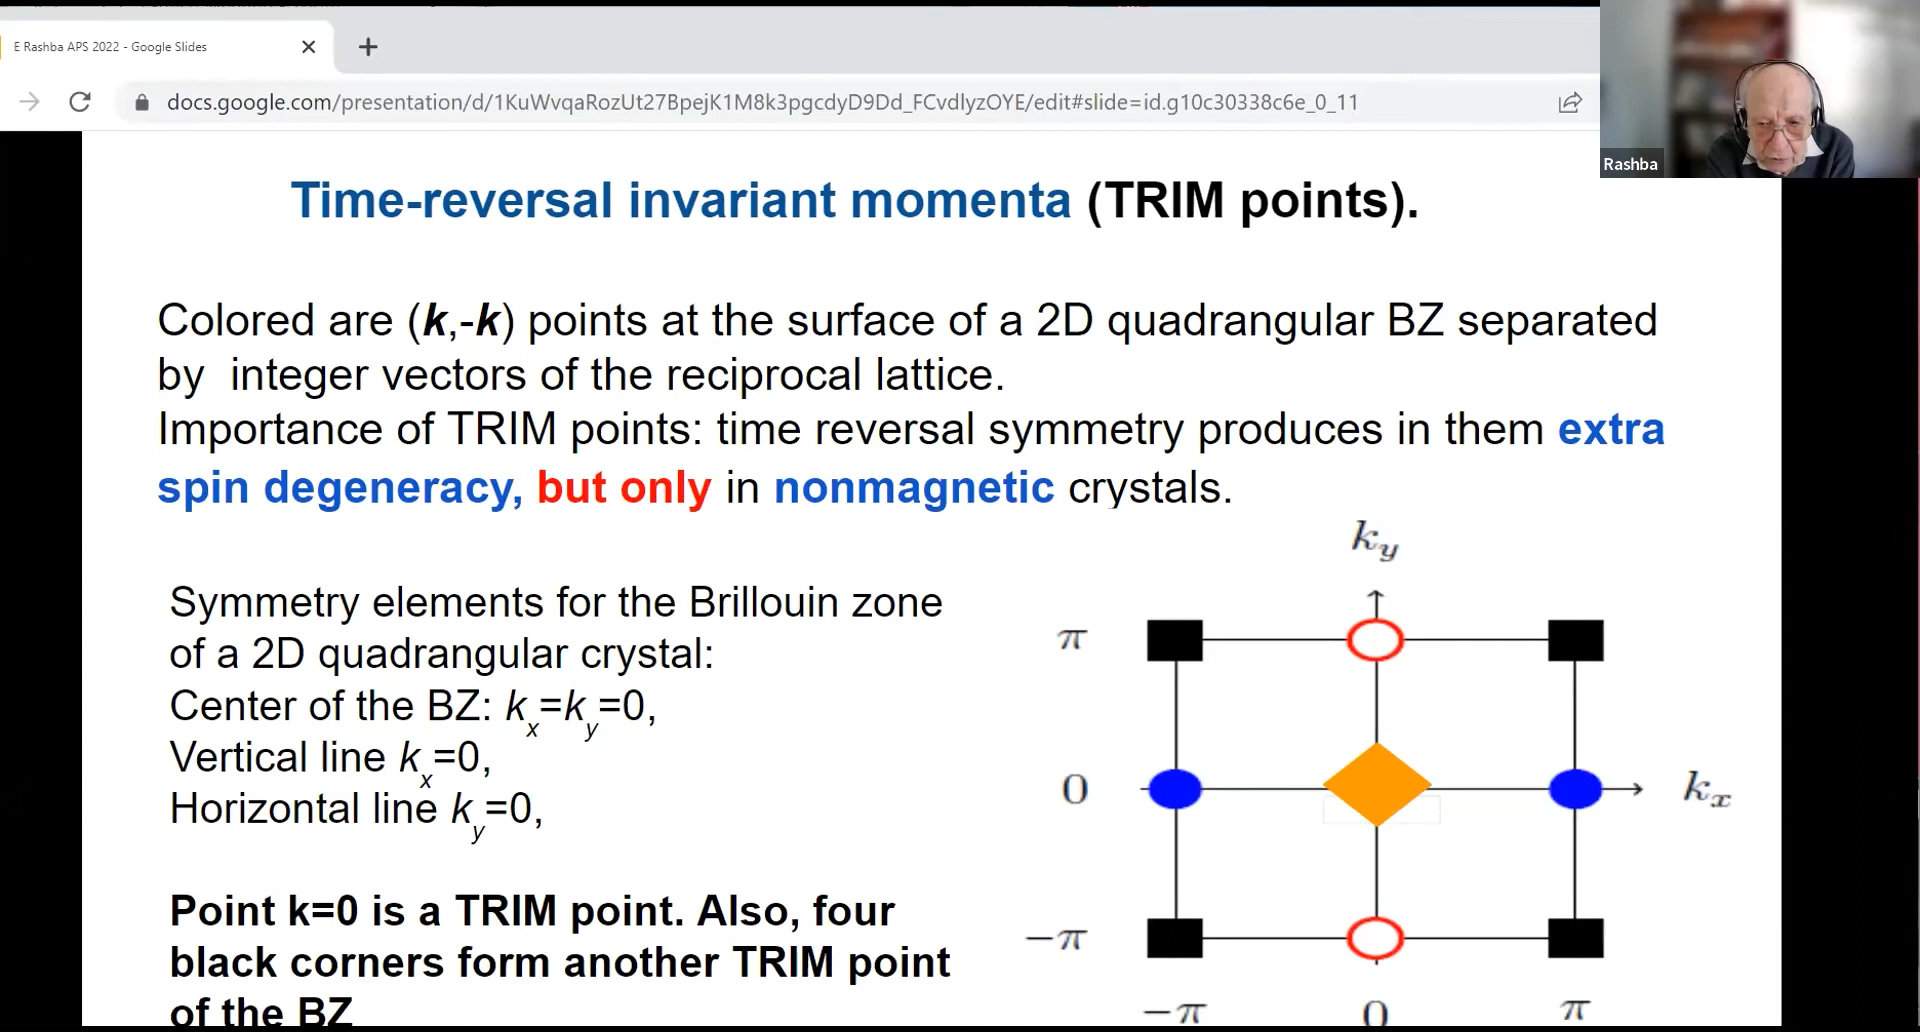 E Rashba APS 2022 - Google Slides
docs.google.com/presentation/d/1KuWvqaRozUt27BpejK1M8k3pgcdyD9Dd_FCvdlyzOYE/edit#slide=id.g10c30338c6e_0_11
Rashba
Time-reversal invariant momenta (TRIM points).
Colored are (k,-k) points at the surface of a 2D quadrangular BZ separated
by integer vectors of the reciprocal lattice.
Importance of TRIM points: time reversal symmetry produces in them extra
spin degeneracy, but only in nonmagnetic crystals.
Symmetry elements for the Brillouin zone
of a 2D quadrangular crystal:
Center of the BZ: kx=ky=0,
Vertical line kx=0,
Horizontal line ky=0,
Point k=0 is a TRIM point. Also, four
black corners form another TRIM point
of the BZ
ky
π
0
kx
−π
−π 0 π